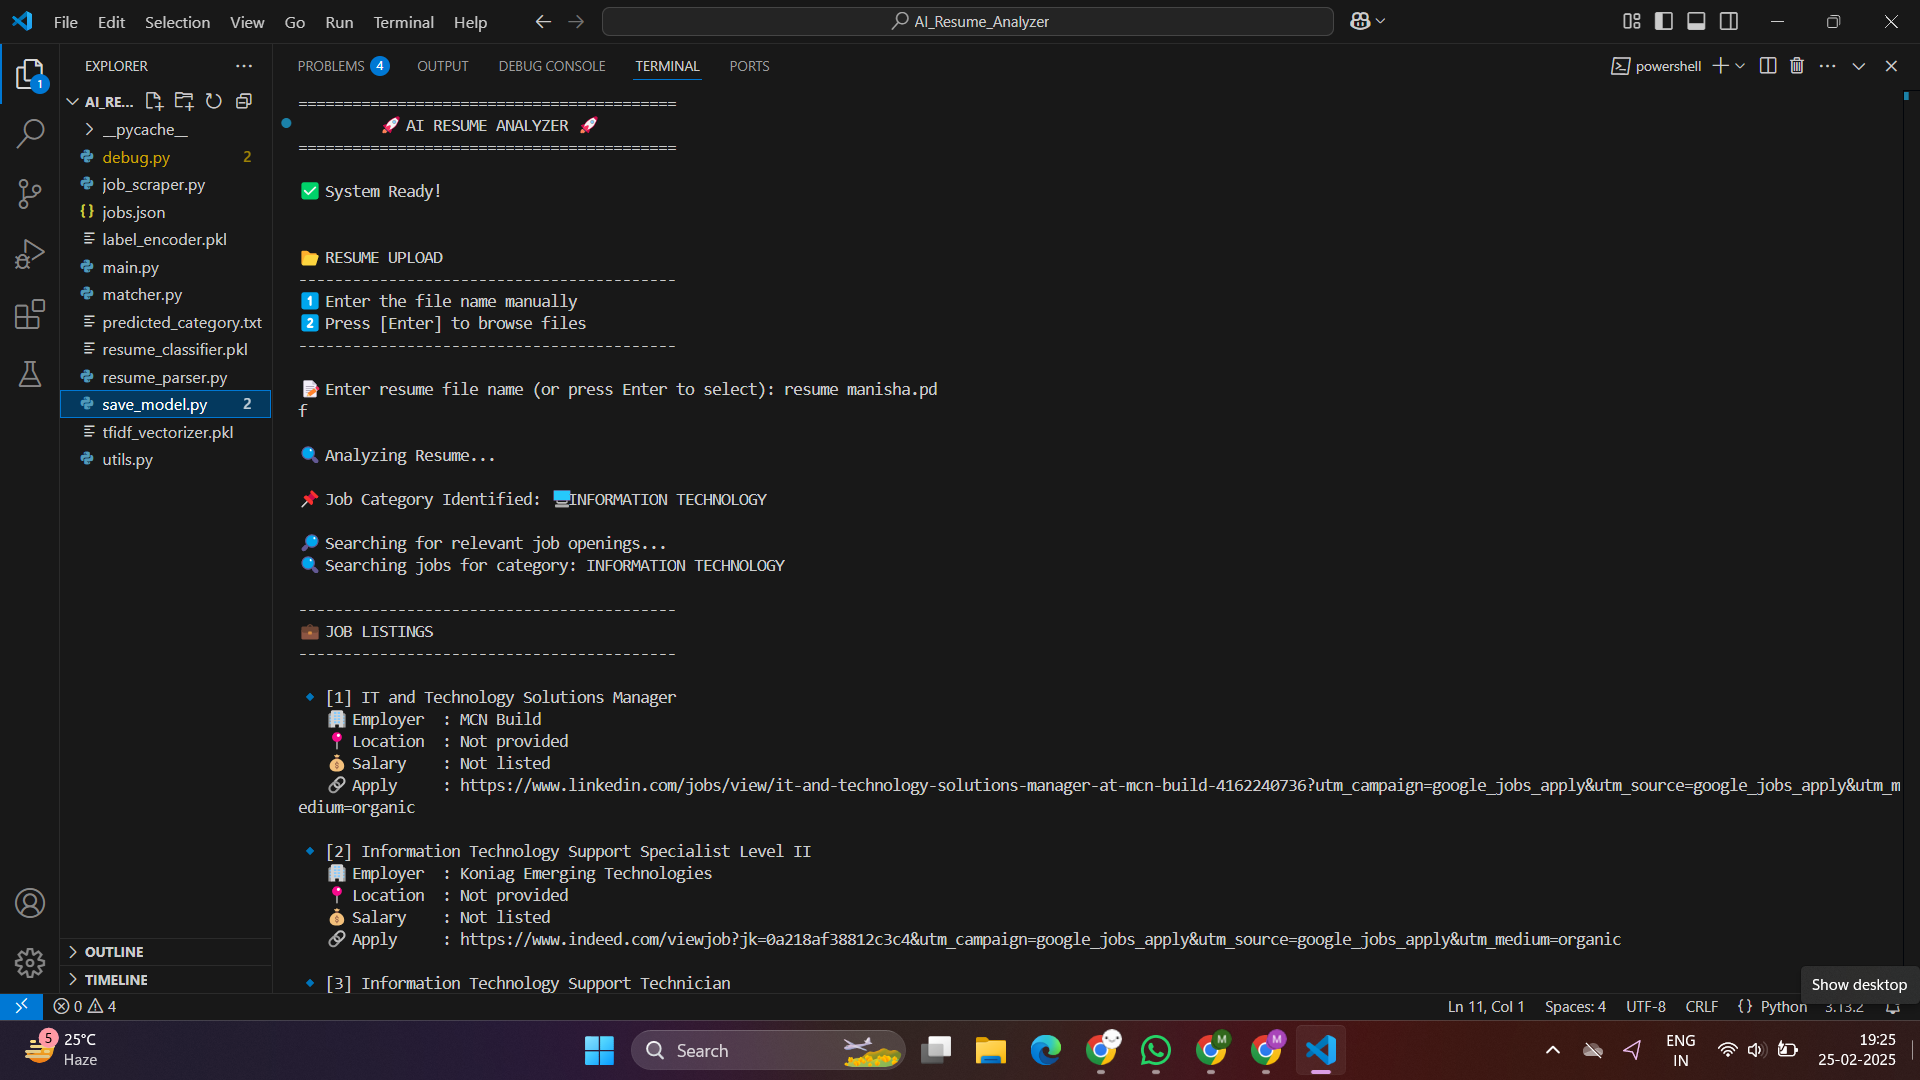 File Edit Selection View Go Run Terminal Help
AI_Resume_Analyzer
EXPLORER
PROBLEMS 4 OUTPUT DEBUG CONSOLE TERMINAL PORTS
powershell
1
AI_RE...
__pycache__
debug.py 2
job_scraper.py
{} jobs.json
label_encoder.pkl
main.py
matcher.py
predicted_category.txt
resume_classifier.pkl
resume_parser.py
save_model.py 2
tfidf_vectorizer.pkl
utils.py
OUTLINE
TIMELINE
==========================================
🚀 AI RESUME ANALYZER 🚀
==========================================
✅ System Ready!
📂 RESUME UPLOAD
------------------------------------------
1️⃣ Enter the file name manually
2️⃣ Press [Enter] to browse files
------------------------------------------
📝 Enter resume file name (or press Enter to select): resume manisha.pd
f
🔍 Analyzing Resume...
📌 Job Category Identified: 🖥️INFORMATION TECHNOLOGY
🔎 Searching for relevant job openings...
🔍 Searching jobs for category: INFORMATION TECHNOLOGY
------------------------------------------
💼 JOB LISTINGS
------------------------------------------
🔹 [1] IT and Technology Solutions Manager
🏢 Employer : MCN Build
📍 Location : Not provided
💰 Salary : Not listed
🔗 Apply : https://www.linkedin.com/jobs/view/it-and-technology-solutions-manager-at-mcn-build-4162240736?utm_campaign=google_jobs_apply&utm_source=google_jobs_apply&utm_m
edium=organic
🔹 [2] Information Technology Support Specialist Level II
🏢 Employer : Koniag Emerging Technologies
📍 Location : Not provided
💰 Salary : Not listed
🔗 Apply : https://www.indeed.com/viewjob?jk=0a218af38812c3c4&utm_campaign=google_jobs_apply&utm_source=google_jobs_apply&utm_medium=organic
🔹 [3] Information Technology Support Technician
Show desktop
0 4
Ln 11, Col 1 Spaces: 4 UTF-8 CRLF {} Python 3.13.2
5
25°C
Haze
Search
M
M
ENG
IN
19:25
25-02-2025